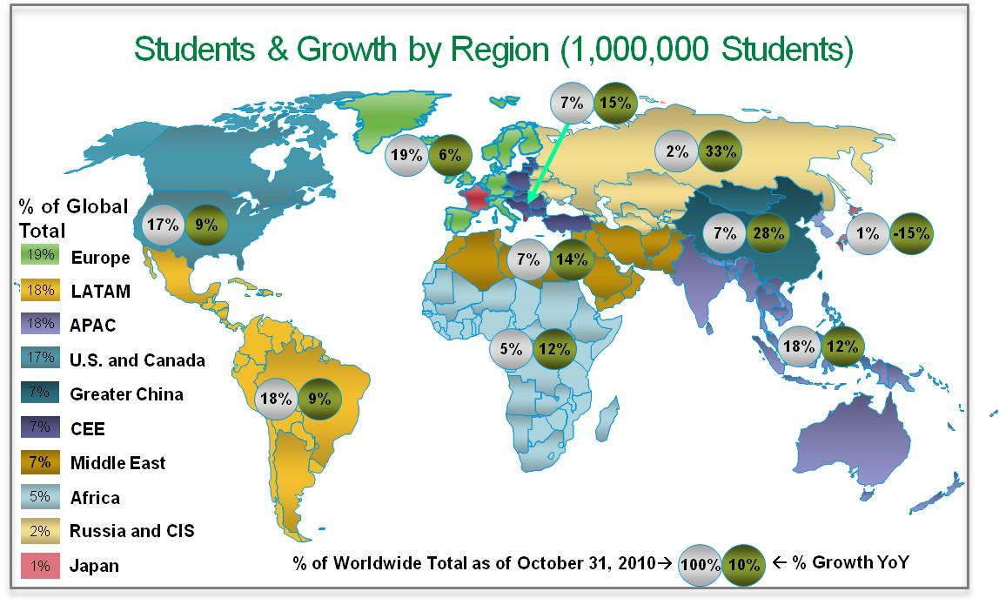 Students & Growth by Region (1,000,000 Students)
7% 15%
2% 33%
19% 6%
% of Global
Total
17% 9%
7% 28%
1% -15%
7% 14%
19% Europe
18% LATAM
18% APAC
17% U.S. and Canada
7% Greater China
7% CEE
7% Middle East
5% Africa
2% Russia and CIS
1% Japan
5% 12%
18% 12%
18% 9%
% of Worldwide Total as of October 31, 2010→ 100% 10% ← % Growth YoY